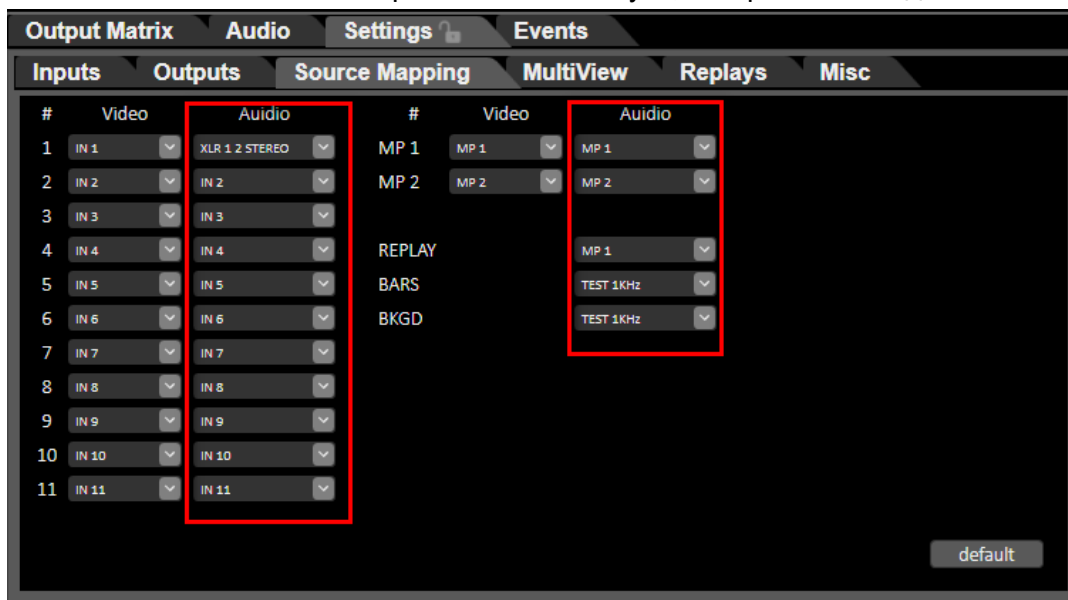 Output Matrix Audio Settings Events
Inputs Outputs Source Mapping MultiView Replays Misc
# Video Auidio # Video Auidio
1 IN 1 XLR 1 2 STEREO MP 1 MP 1 MP 1
2 IN 2 IN 2 MP 2 MP 2 MP 2
3 IN 3 IN 3
4 IN 4 IN 4 REPLAY MP 1
5 IN 5 IN 5 BARS TEST 1KHz
6 IN 6 IN 6 BKGD TEST 1KHz
7 IN 7 IN 7
8 IN 8 IN 8
9 IN 9 IN 9
10 IN 10 IN 10
11 IN 11 IN 11
default